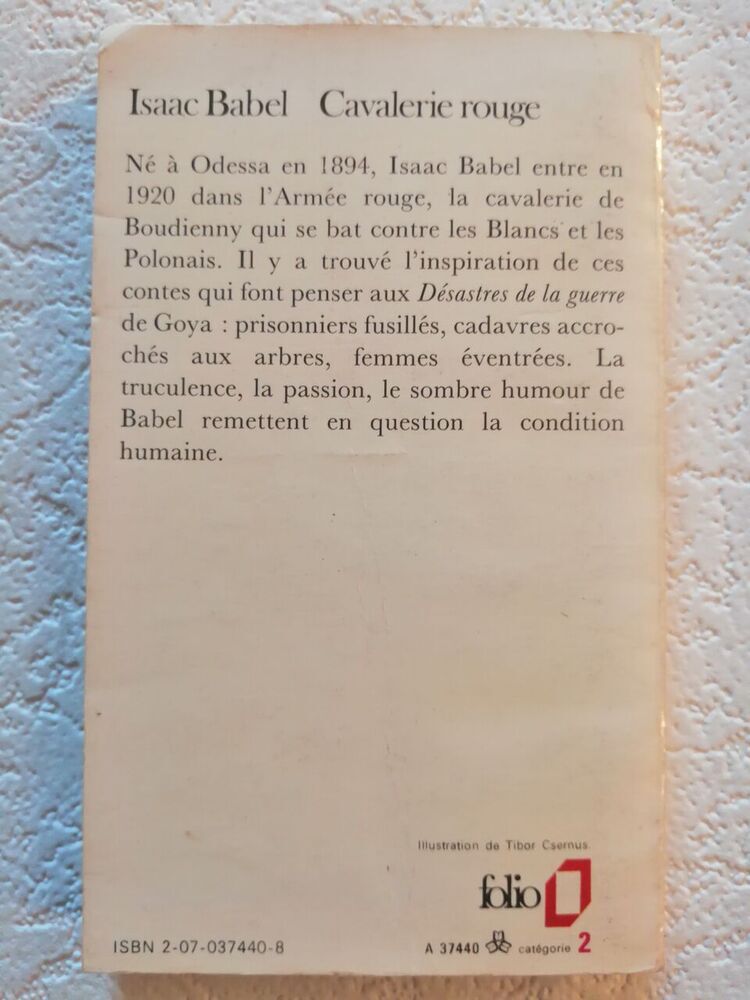 Isaac Babel Cavalerie rouge
Né à Odessa en 1894, Isaac Babel entre en
1920 dans l'Armée rouge, la cavalerie de
Boudienny qui se bat contre les Blancs et les
Polonais. Il y a trouvé l'inspiration de ces
contes qui font penser aux Désastres de la guerre
de Goya : prisonniers fusillés, cadavres accro-
chés aux arbres, femmes éventrées. La
truculence, la passion, le sombre humour de
Babel remettent en question la condition
humaine.
Illustration de Tibor Csernus.
folio
ISBN 2-07-037440-8
A 37440 catégorie 2